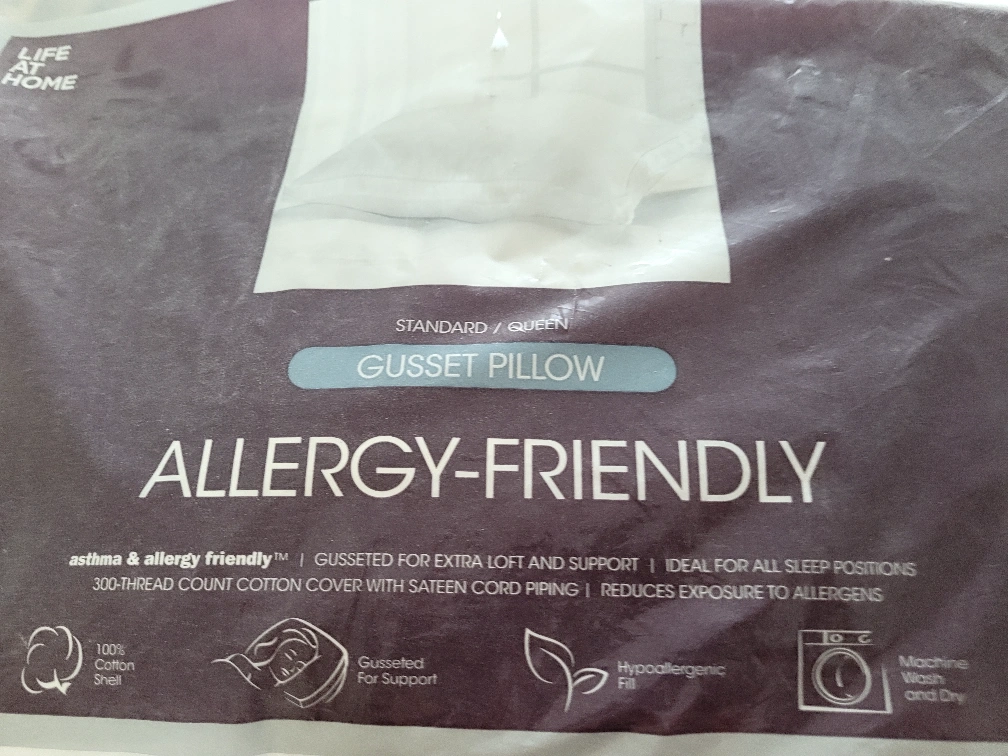 LIFE
AT
HOME
STANDARD / QUEEN
GUSSET PILLOW
ALLERGY-FRIENDLY
asthma & allergy friendly™ | GUSSETED FOR EXTRA LOFT AND SUPPORT | IDEAL FOR ALL SLEEP POSITIONS
300-THREAD COUNT COTTON COVER WITH SATEEN CORD PIPING | REDUCES EXPOSURE TO ALLERGENS
100%
Cotton
Shell
Gusseted
For Support
Hypoallergenic
Fill
Machine
Wash
and Dry